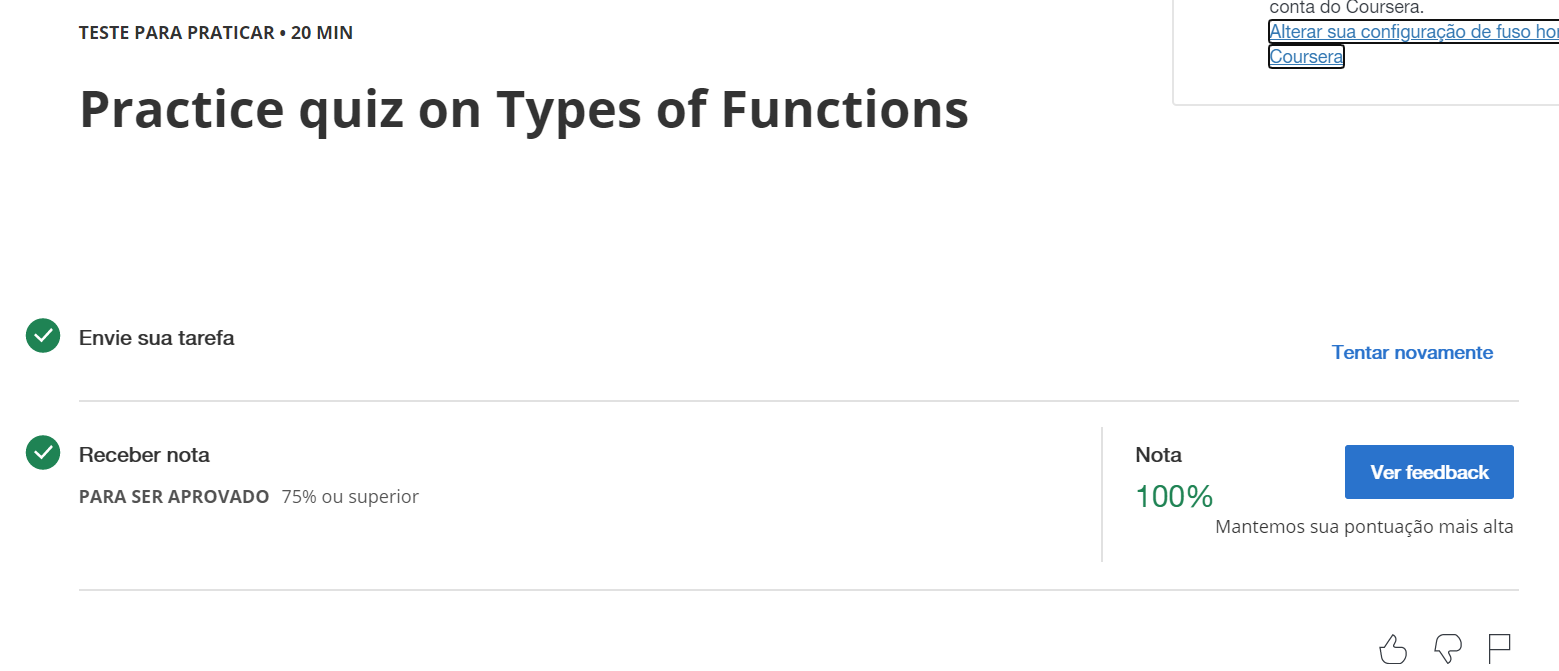 TESTE PARA PRATICAR • 20 MIN
conta do Coursera.
Alterar sua configuração de fuso
Coursera
Practice quiz on Types of Functions
Envie sua tarefa
Tentar novamente
Receber nota
PARA SER APROVADO 75% ou superior
Nota
100%
Ver feedback
Mantemos sua pontuação mais alta